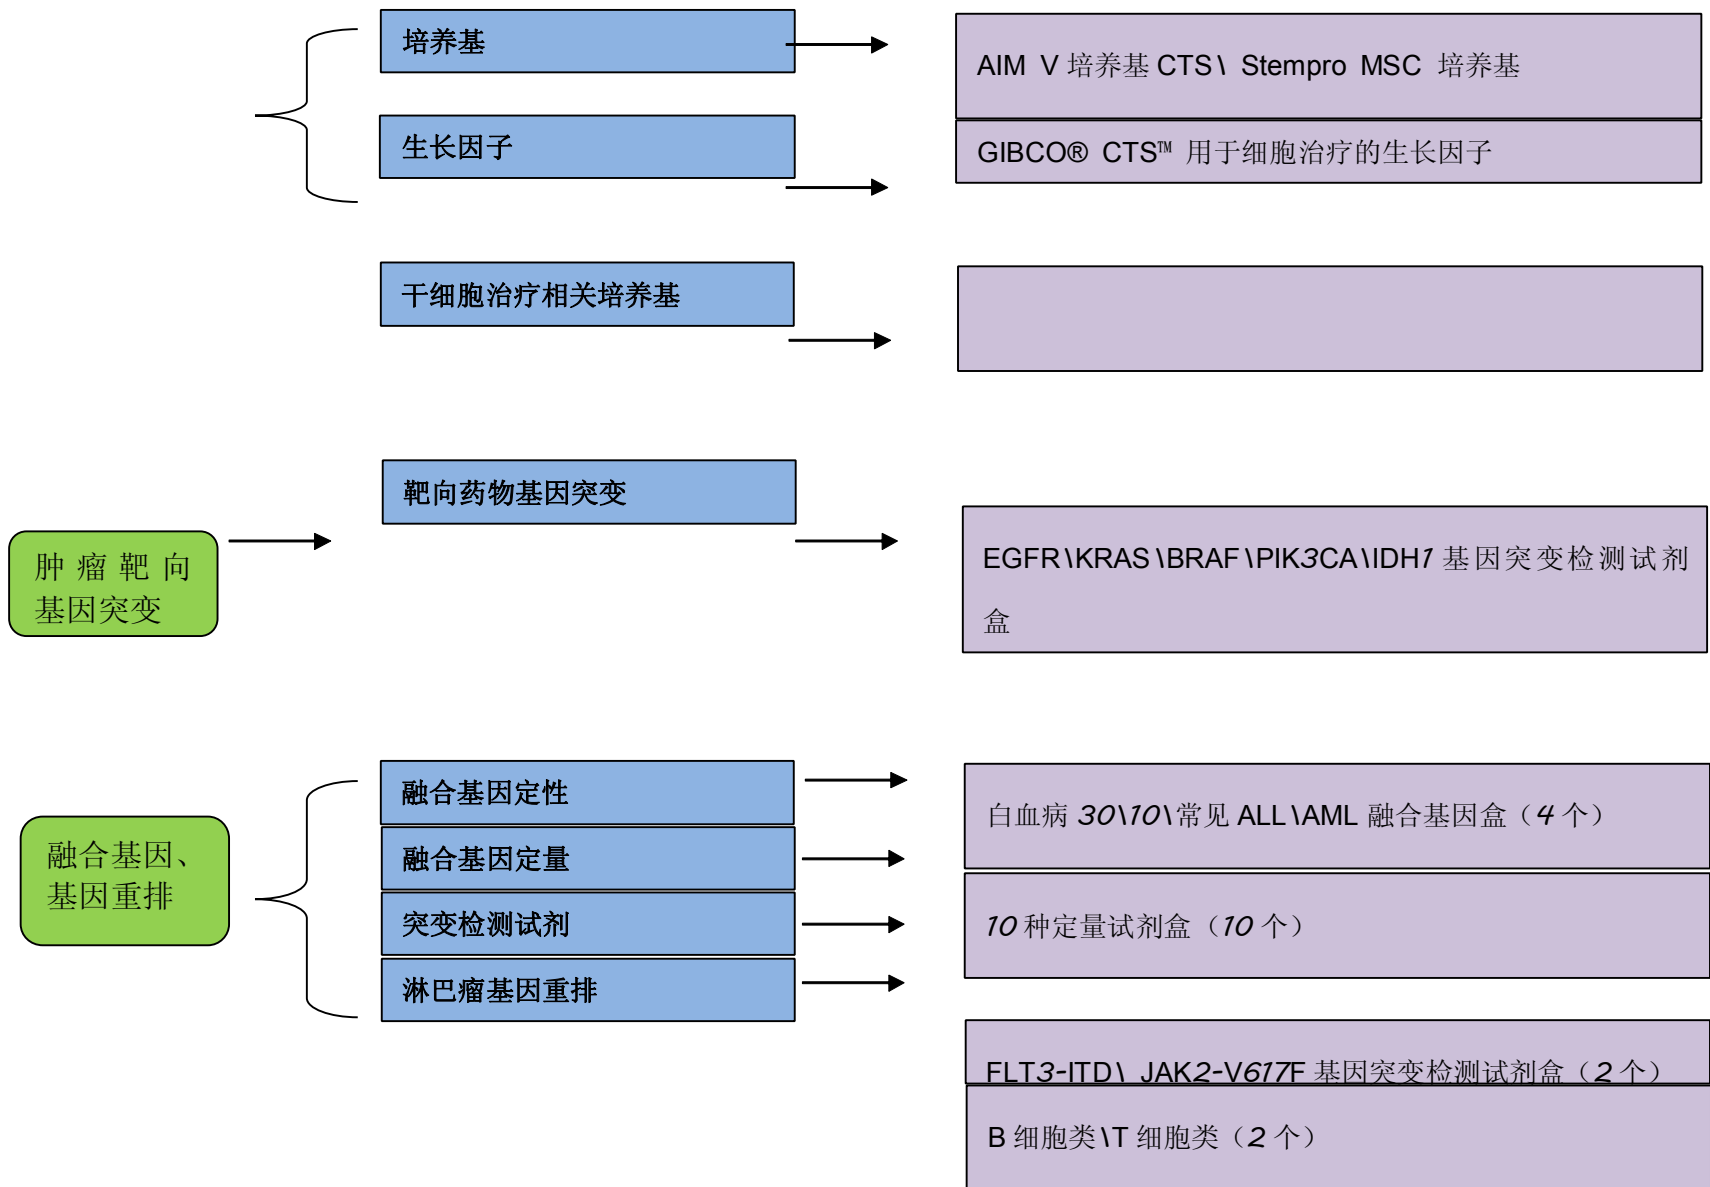 培养基
AIM V 培养基 CTS\ Stempro MSC 培养基
生长因子
GIBCO® CTS™ 用于细胞治疗的生长因子
干细胞治疗相关培养基
靶向药物基因突变
肿瘤靶向
基因突变
EGFR\KRAS\BRAF\PIK3CA\IDH1 基因突变检测试剂
盒
融合基因、
基因重排
融合基因定性
白血病 30\10\常见 ALL\AML 融合基因盒（4 个）
融合基因定量
突变检测试剂
10 种定量试剂盒（10 个）
淋巴瘤基因重排
FLT3-ITD\ JAK2-V617F 基因突变检测试剂盒（2 个）
B 细胞类\T 细胞类（2 个）